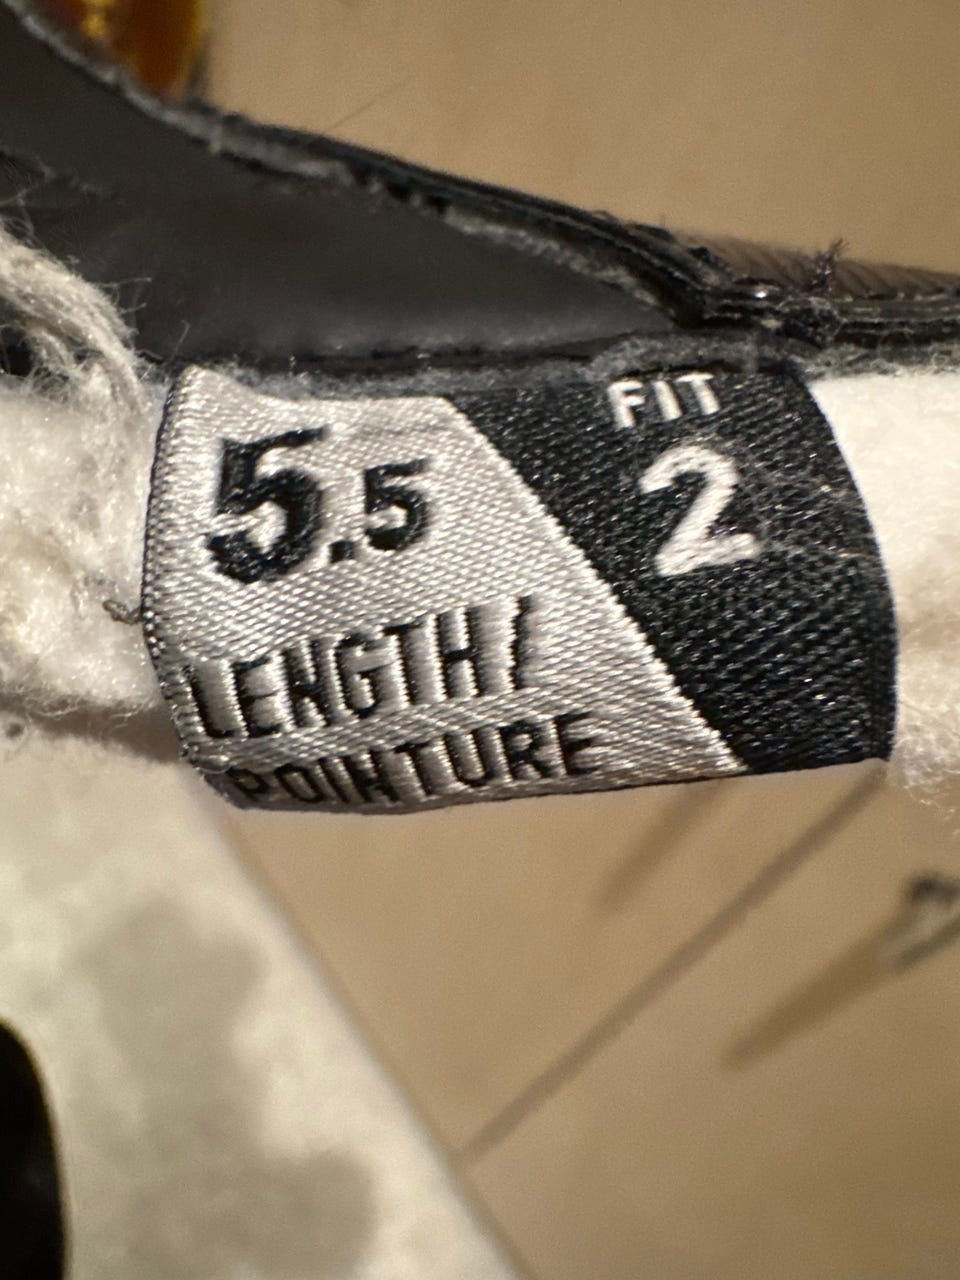 5.5
LENGTH/
POINTURE
FIT
2